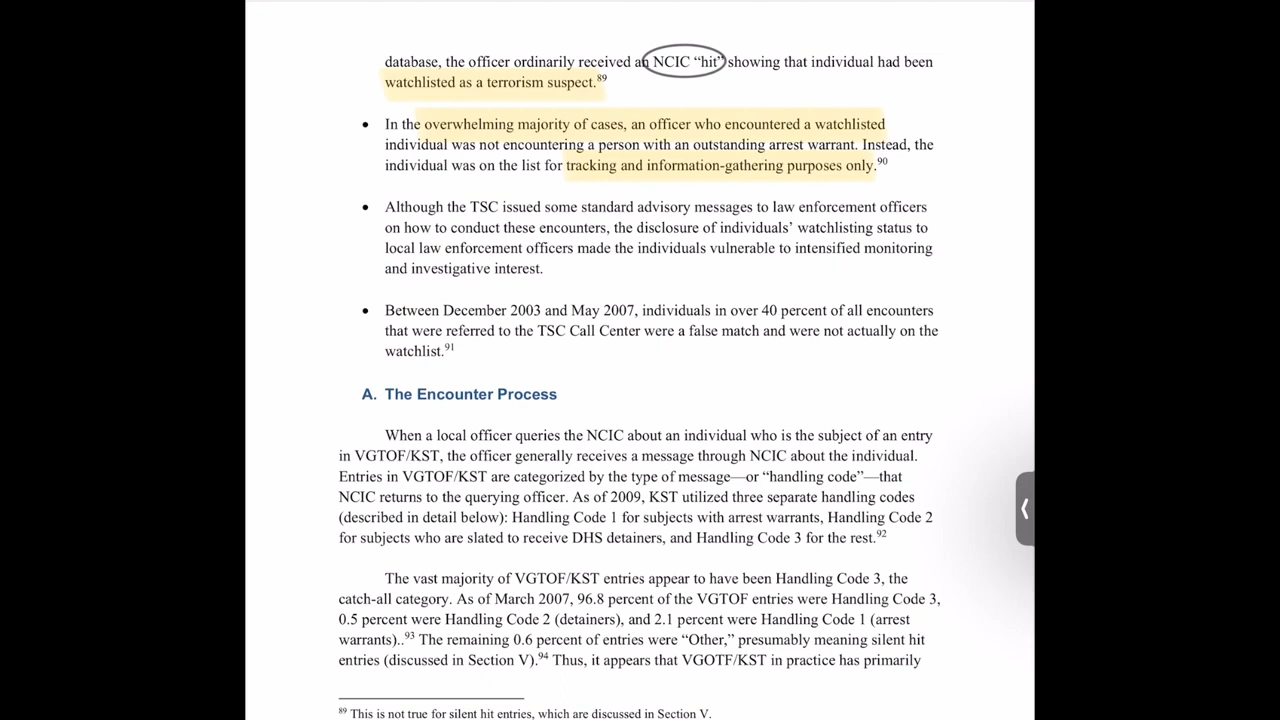 database, the officer ordinarily received an NCIC “hit” showing that individual had been
watchlisted as a terrorism suspect.89
• In the overwhelming majority of cases, an officer who encountered a watchlisted
individual was not encountering a person with an outstanding arrest warrant. Instead, the
individual was on the list for tracking and information-gathering purposes only.90
• Although the TSC issued some standard advisory messages to law enforcement officers
on how to conduct these encounters, the disclosure of individuals’ watchlisting status to
local law enforcement officers made the individuals vulnerable to intensified monitoring
and investigative interest.
• Between December 2003 and May 2007, individuals in over 40 percent of all encounters
that were referred to the TSC Call Center were a false match and were not actually on the
watchlist.91
A. The Encounter Process
When a local officer queries the NCIC about an individual who is the subject of an entry
in VGTOF/KST, the officer generally receives a message through NCIC about the individual.
Entries in VGTOF/KST are categorized by the type of message—or “handling code”—that
NCIC returns to the querying officer. As of 2009, KST utilized three separate handling codes
(described in detail below): Handling Code 1 for subjects with arrest warrants, Handling Code 2
for subjects who are slated to receive DHS detainers, and Handling Code 3 for the rest.92
The vast majority of VGTOF/KST entries appear to have been Handling Code 3, the
catch-all category. As of March 2007, 96.8 percent of the VGTOF entries were Handling Code 3,
0.5 percent were Handling Code 2 (detainers), and 2.1 percent were Handling Code 1 (arrest
warrants)..93 The remaining 0.6 percent of entries were “Other,” presumably meaning silent hit
entries (discussed in Section V).94 Thus, it appears that VGOTF/KST in practice has primarily
89 This is not true for silent hit entries, which are discussed in Section V.